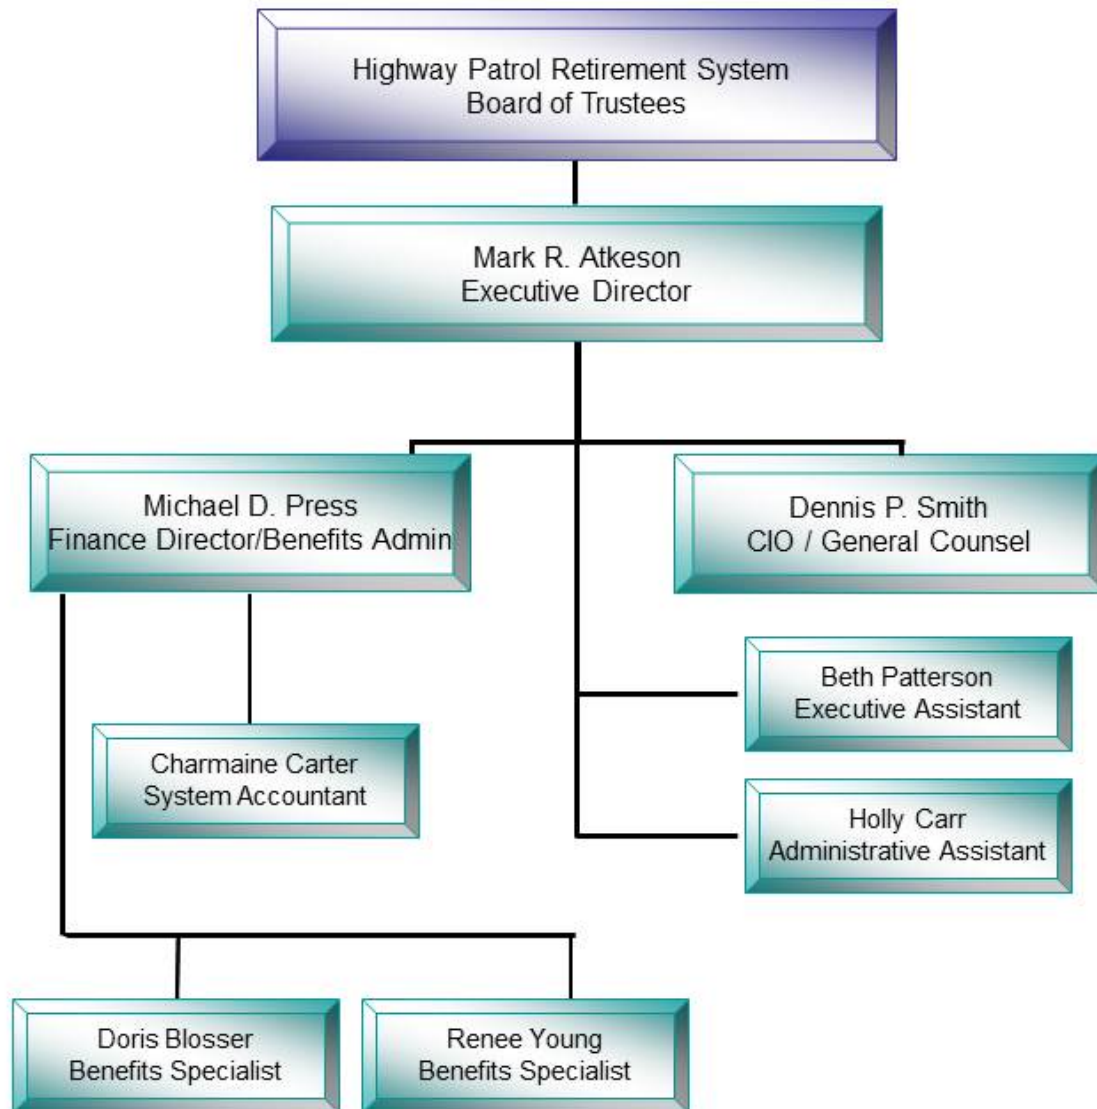 Highway Patrol Retirement System
Board of Trustees
Mark R. Atkeson
Executive Director
Michael D. Press
Finance Director/Benefits Admin
Dennis P. Smith
CIO / General Counsel
Beth Patterson
Executive Assistant
Charmaine Carter
System Accountant
Holly Carr
Administrative Assistant
Doris Blosser
Benefits Specialist
Renee Young
Benefits Specialist